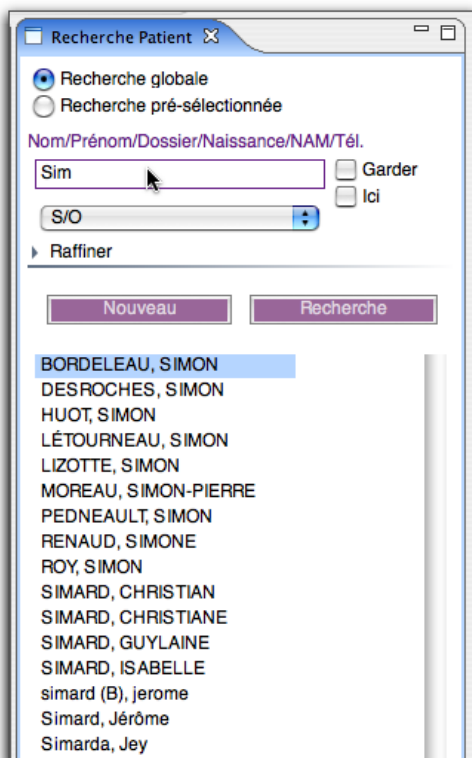 Recherche Patient
Recherche globale
Recherche pré-sélectionnée
Nom/Prénom/Dossier/Naissance/NAM/Tél.
Sim
Garder
Ici
S/O
Raffiner
Nouveau
Recherche
BORDELEAU, SIMON
DESROCHES, SIMON
HUOT, SIMON
LÉTOURNEAU, SIMON
LIZOTTE, SIMON
MOREAU, SIMON-PIERRE
PEDNEAULT, SIMON
RENAUD, SIMONE
ROY, SIMON
SIMARD, CHRISTIAN
SIMARD, CHRISTIANE
SIMARD, GUYLAINE
SIMARD, ISABELLE
simard (B), jerome
Simard, Jérôme
Simarda, Jey